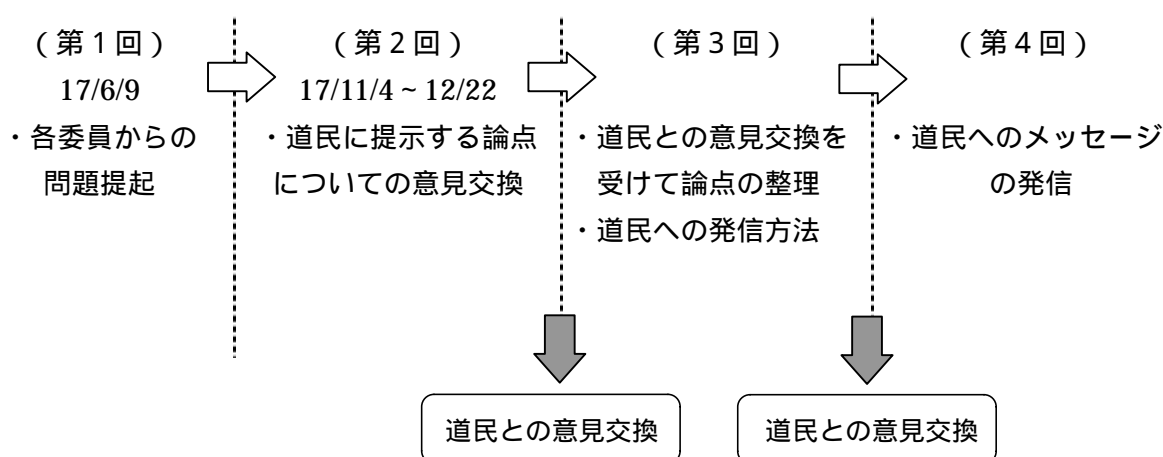 （第１回）
17/6/9
・各委員からの
問題提起
（第２回）
17/11/4～12/22
・道民に提示する論点
についての意見交換
（第３回）
・道民との意見交換を
受けて論点の整理
・道民への発信方法
（第４回）
・道民へのメッセージ
の発信
道民との意見交換
道民との意見交換